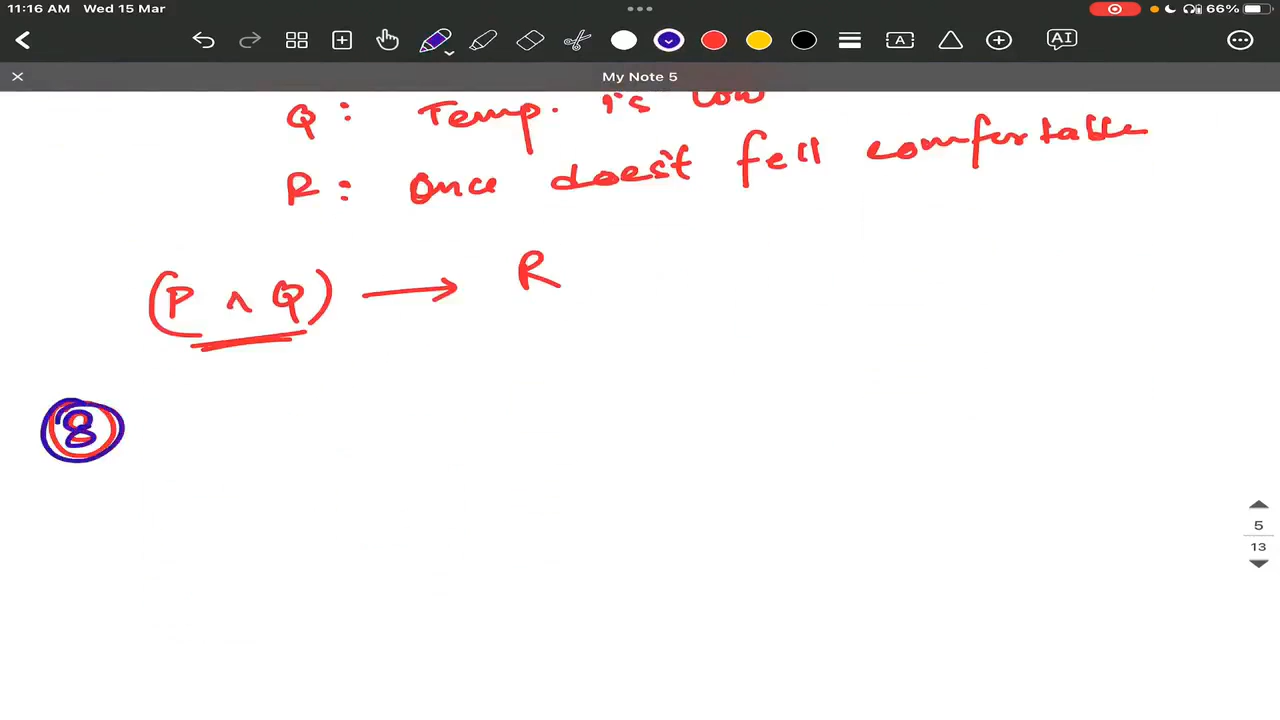 11:16 AM Wed 15 Mar
66%
A
AI
My Note 5
Q: Temp. is low
R: Once doesn't fell comfortable
(P ∧ Q) → R
8
5
13